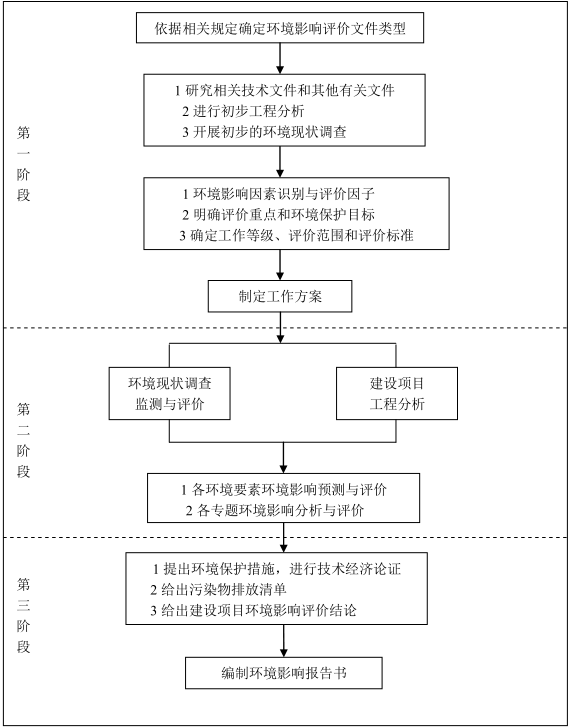 依据相关规定确定环境影响评价文件类型
1 研究相关技术文件和其他有关文件
2 进行初步工程分析
3 开展初步的环境现状调查
第一阶段
1 环境影响因素识别与评价因子
2 明确评价重点和环境保护目标
3 确定工作等级、评价范围和评价标准
制定工作方案
环境现状调查
监测与评价
建设项目
工程分析
第二阶段
1 各环境要素环境影响预测与评价
2 各专题环境影响分析与评价
1 提出环境保护措施，进行技术经济论证
2 给出污染物排放清单
3 给出建设项目环境影响评价结论
第三阶段
编制环境影响报告书